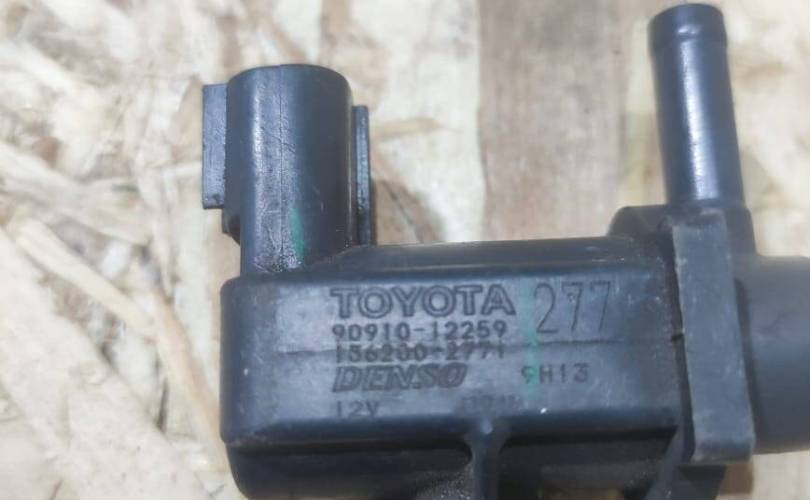 TOYOTA 277
90910-12259
136200-2771
DENSO 9H13
12V